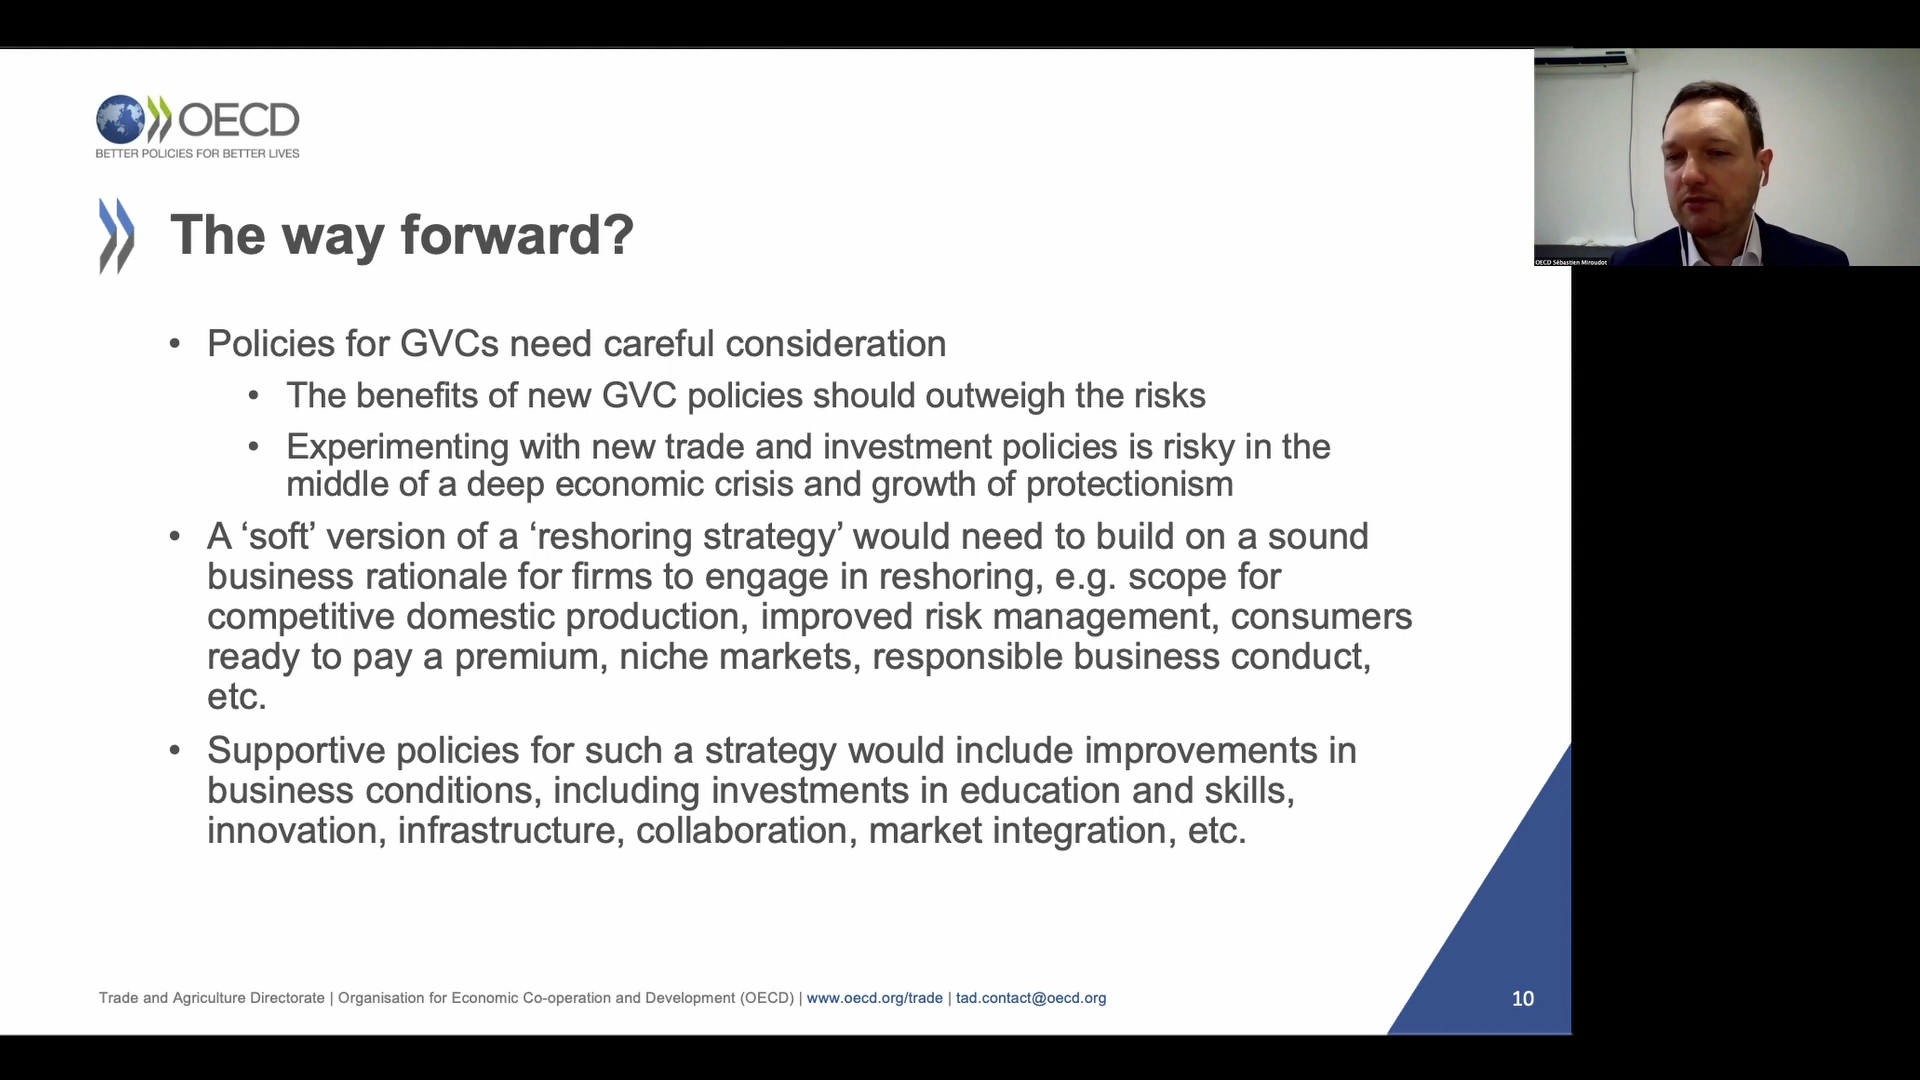 OECD
BETTER POLICIES FOR BETTER LIVES
The way forward?
• Policies for GVCs need careful consideration
• The benefits of new GVC policies should outweigh the risks
• Experimenting with new trade and investment policies is risky in the
middle of a deep economic crisis and growth of protectionism
• A ‘soft’ version of a ‘reshoring strategy’ would need to build on a sound
business rationale for firms to engage in reshoring, e.g. scope for
competitive domestic production, improved risk management, consumers
ready to pay a premium, niche markets, responsible business conduct,
etc.
• Supportive policies for such a strategy would include improvements in
business conditions, including investments in education and skills,
innovation, infrastructure, collaboration, market integration, etc.
Trade and Agriculture Directorate | Organisation for Economic Co-operation and Development (OECD) | www.oecd.org/trade | tad.contact@oecd.org
10
OECD Sébastien Miroudot